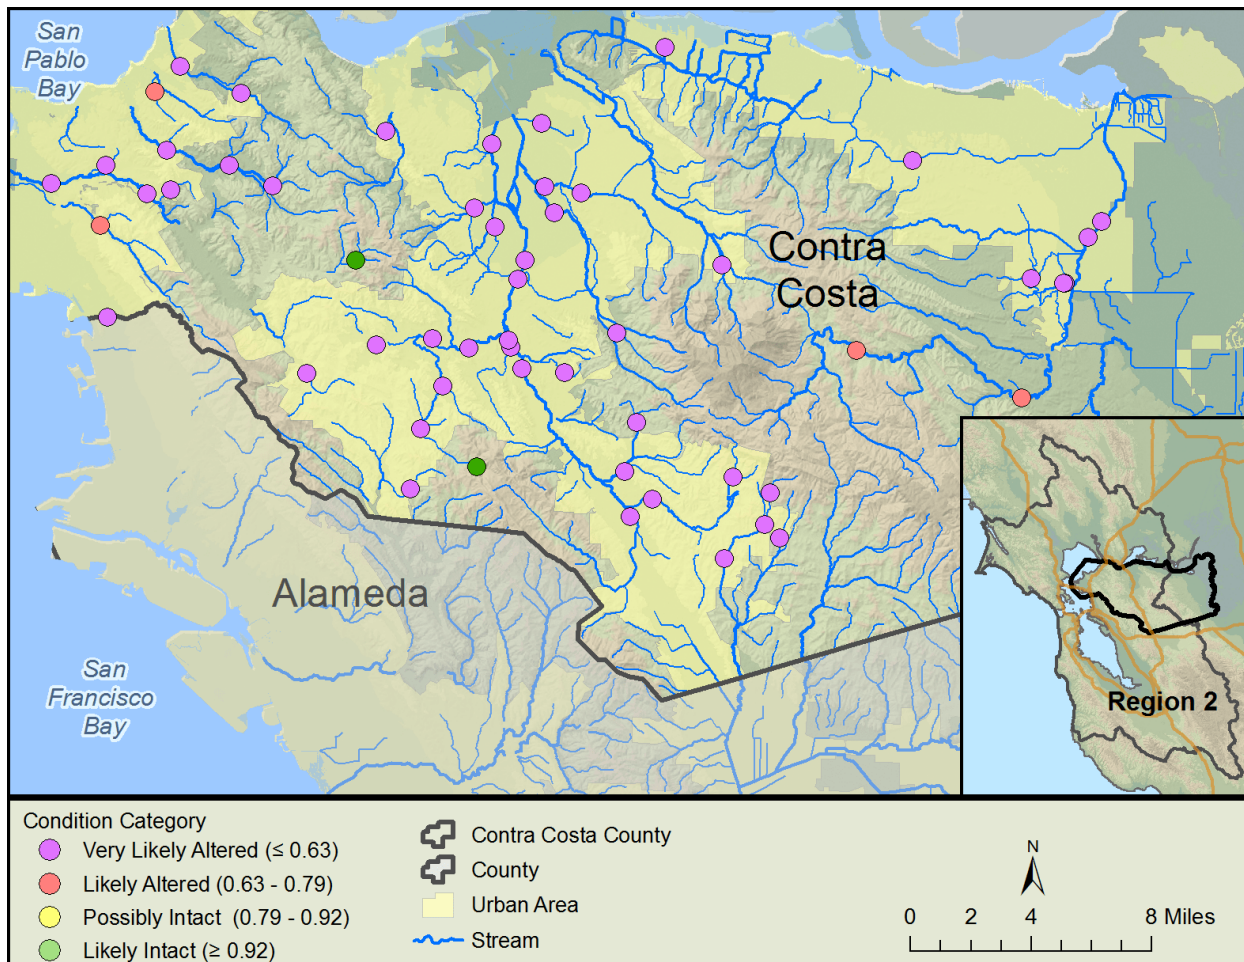 San
Pablo
Bay
Contra
Costa
Alameda
San
Francisco
Bay
Region 2
Condition Category
Very Likely Altered (≤ 0.63)
Likely Altered (0.63 - 0.79)
Possibly Intact (0.79 - 0.92)
Likely Intact (≥ 0.92)
Contra Costa County
County
Urban Area
Stream
N
0 2 4 8 Miles